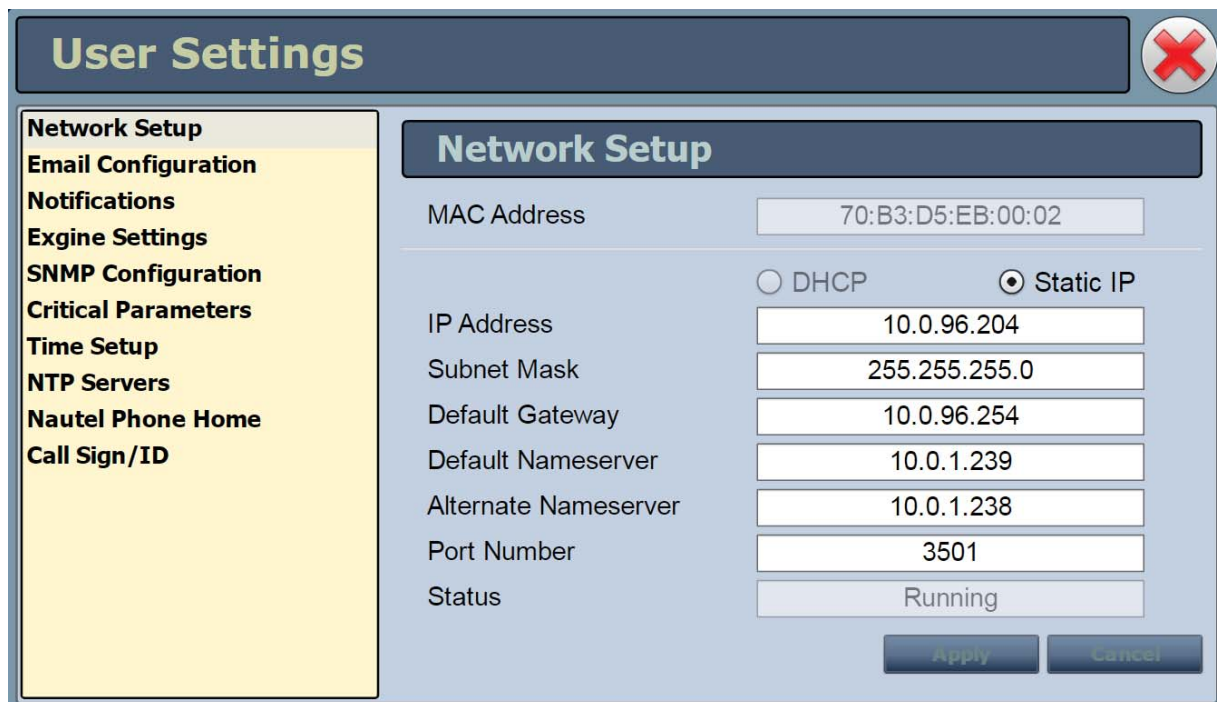 User Settings
Network Setup
Email Configuration
Notifications
Exgine Settings
SNMP Configuration
Critical Parameters
Time Setup
NTP Servers
Nautel Phone Home
Call Sign/ID
Network Setup
MAC Address 70:B3:D5:EB:00:02
DHCP Static IP
IP Address 10.0.96.204
Subnet Mask 255.255.255.0
Default Gateway 10.0.96.254
Default Nameserver 10.0.1.239
Alternate Nameserver 10.0.1.238
Port Number 3501
Status Running
Apply Cancel